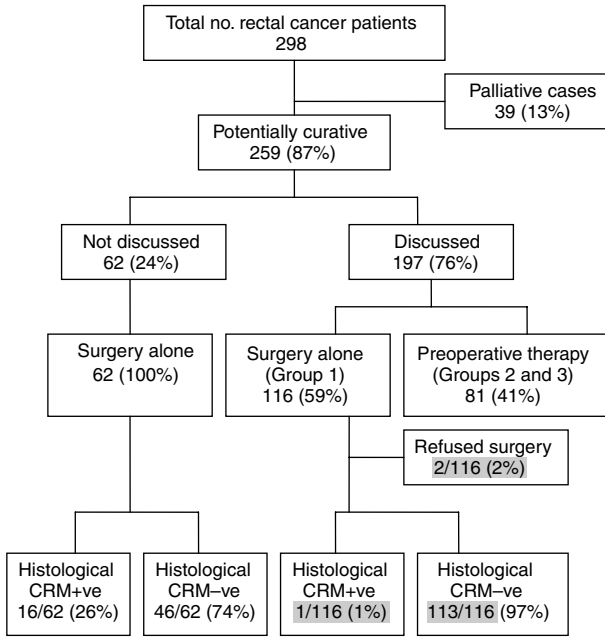 Total no. rectal cancer patients
298
Palliative cases
39 (13%)
Potentially curative
259 (87%)
Not discussed
62 (24%)
Discussed
197 (76%)
Surgery alone
62 (100%)
Surgery alone
(Group 1)
116 (59%)
Preoperative therapy
(Groups 2 and 3)
81 (41%)
Refused surgery
2/116 (2%)
Histological
CRM+ve
16/62 (26%)
Histological
CRM–ve
46/62 (74%)
Histological
CRM+ve
1/116 (1%)
Histological
CRM–ve
113/116 (97%)